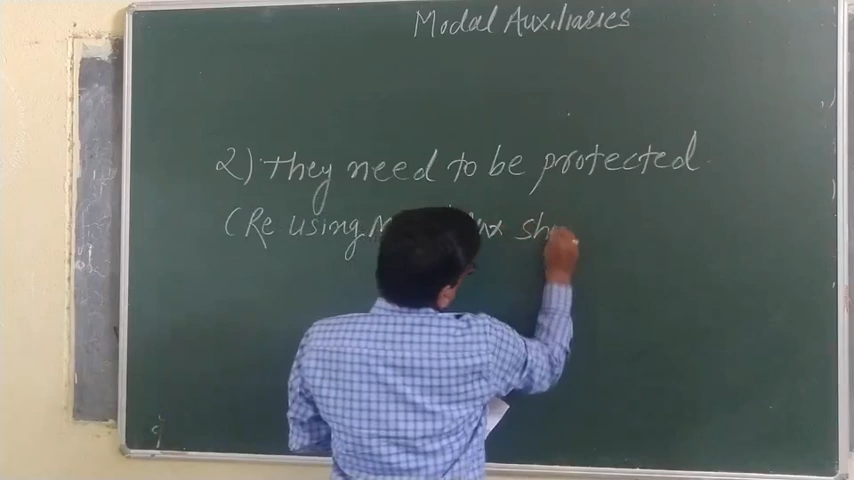 Modal Auxiliaries
2) They need to be protected.
(Re using